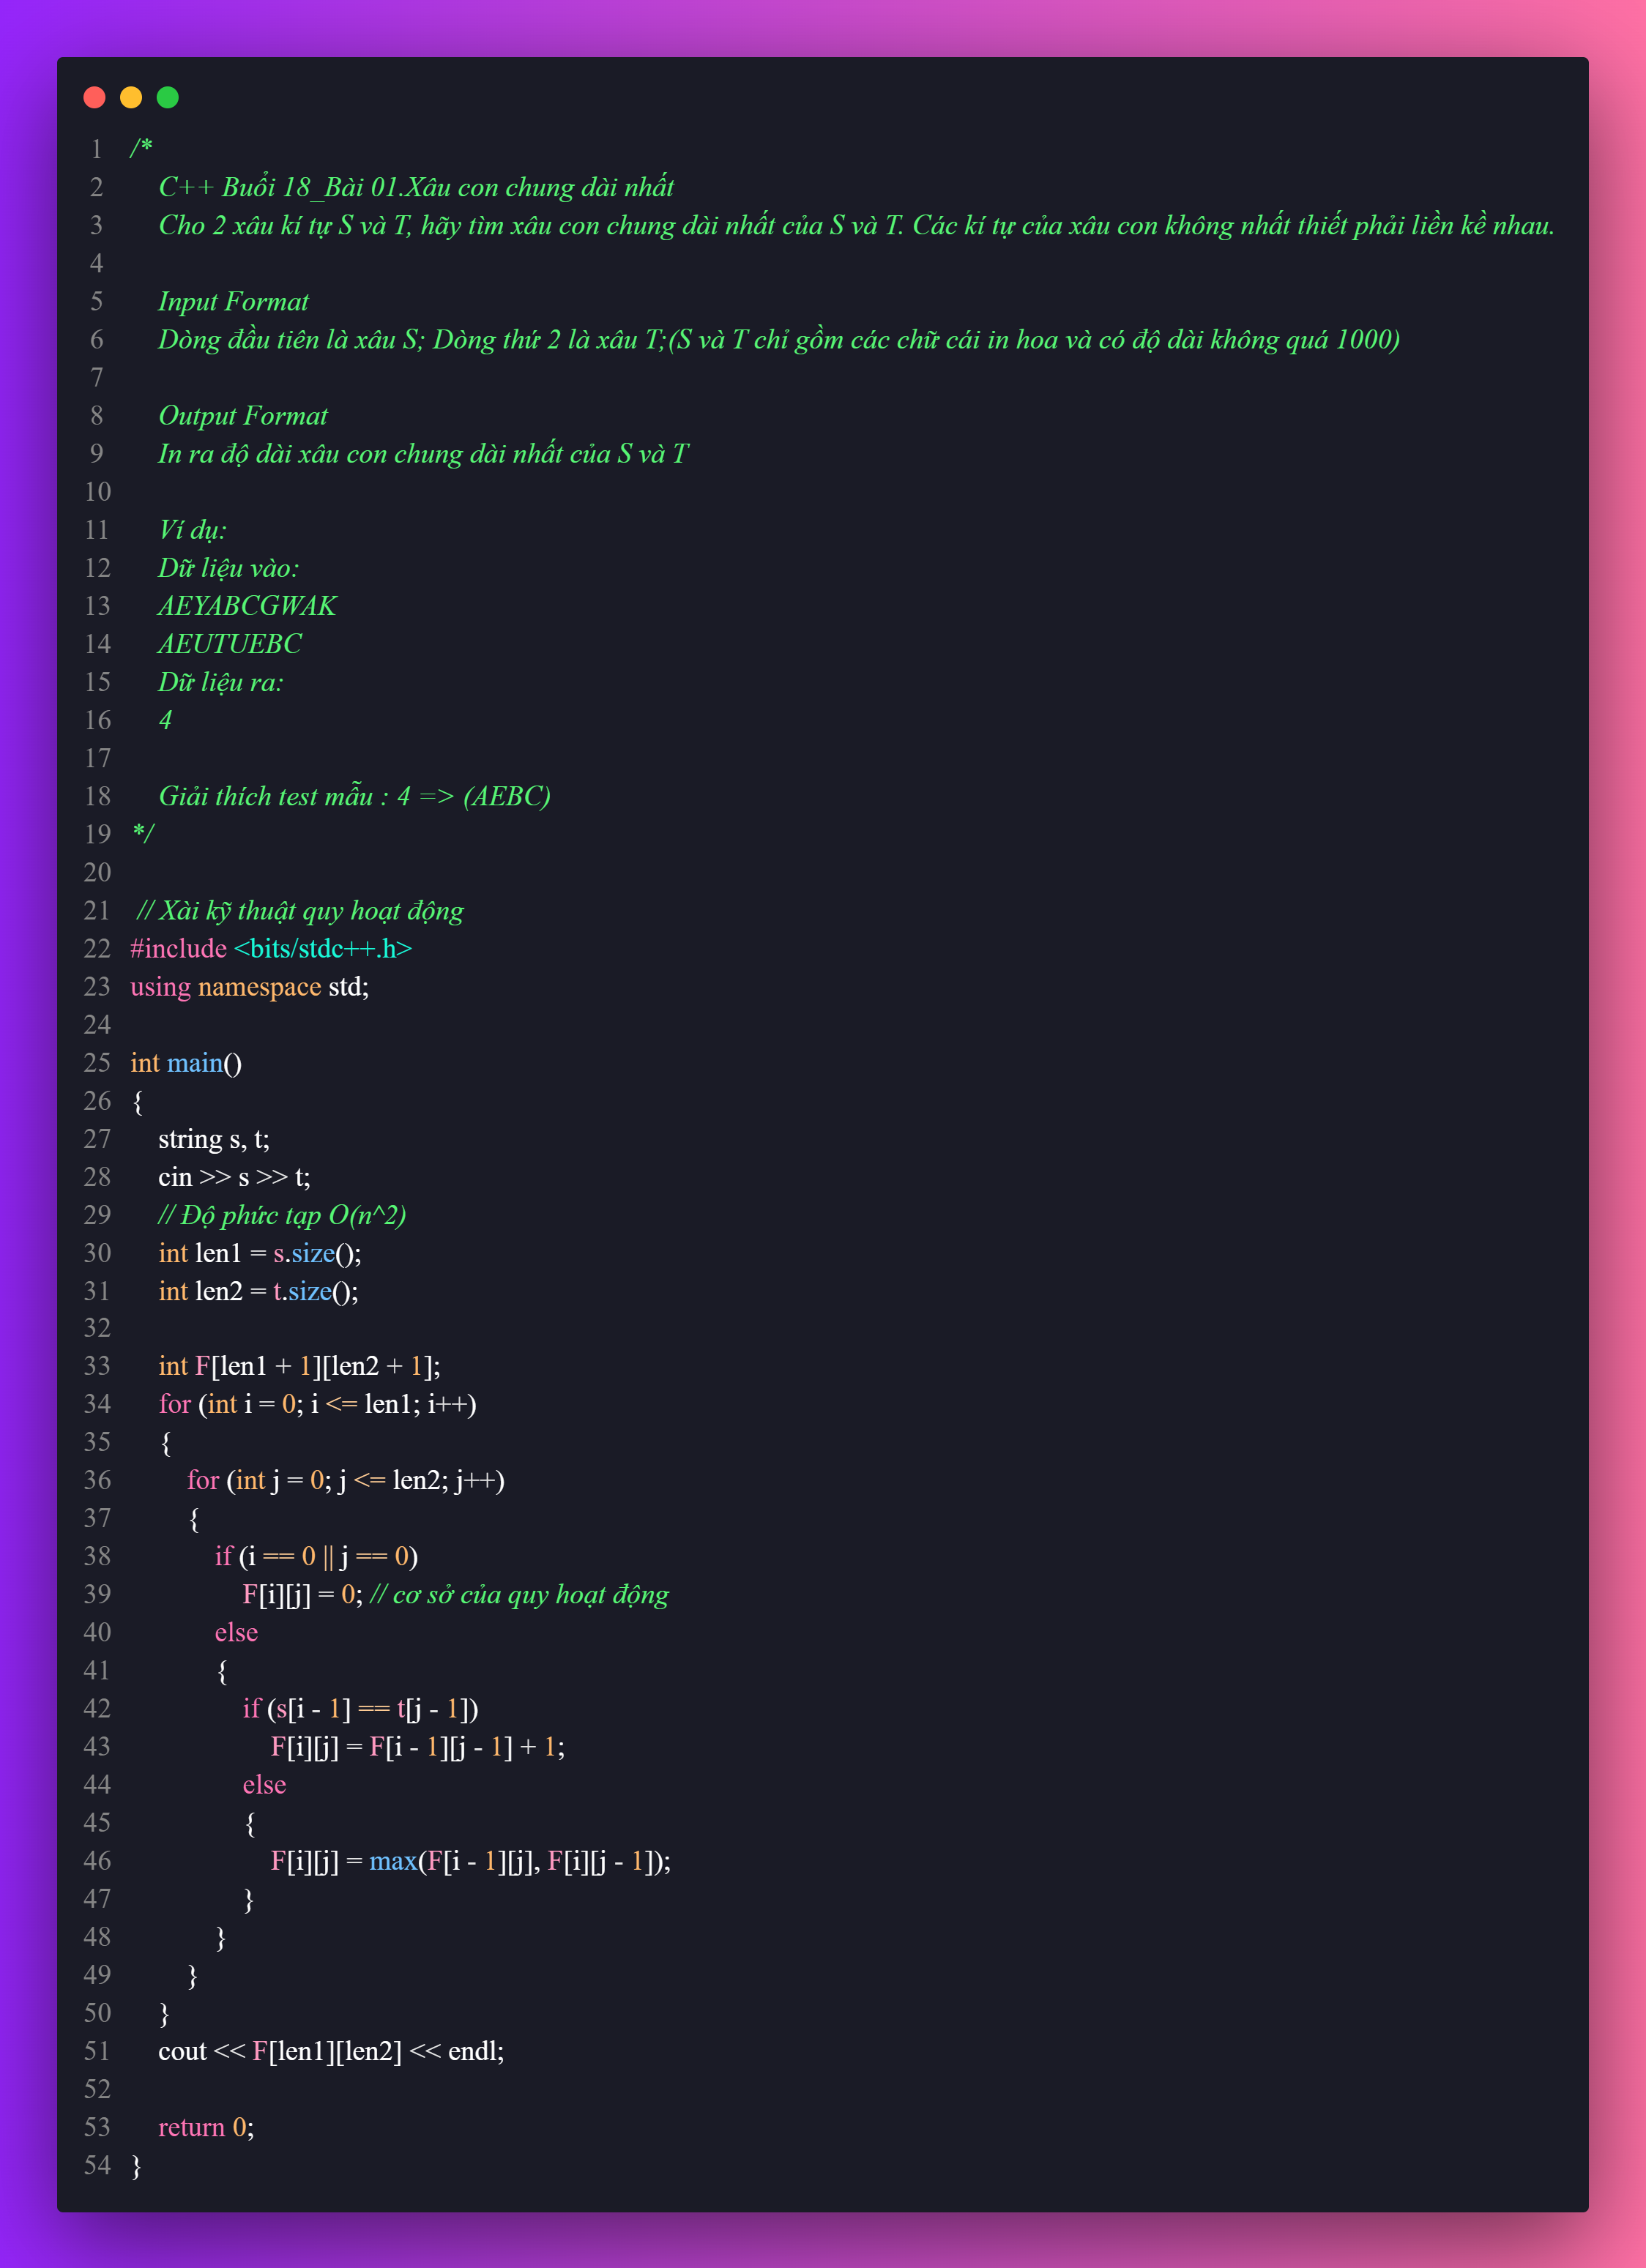 1 /*
2 C++ Buổi 18_Bài 01.Xâu con chung dài nhất
3 Cho 2 xâu kí tự S và T, hãy tìm xâu con chung dài nhất của S và T. Các kí tự của xâu con không nhất thiết phải liền kề nhau.
4
5 Input Format
6 Dòng đầu tiên là xâu S; Dòng thứ 2 là xâu T;(S và T chỉ gồm các chữ cái in hoa và có độ dài không quá 1000)
7
8 Output Format
9 In ra độ dài xâu con chung dài nhất của S và T
10
11 Ví dụ:
12 Dữ liệu vào:
13 AEYABCGWAK
14 AEUTUEBC
15 Dữ liệu ra:
16 4
17
18 Giải thích test mẫu : 4 => (AEBC)
19 */
20
21 // Xài kỹ thuật quy hoạt động
22 #include <bits/stdc++.h>
23 using namespace std;
24
25 int main()
26 {
27 string s, t;
28 cin >> s >> t;
29 // Độ phức tạp O(n^2)
30 int len1 = s.size();
31 int len2 = t.size();
32
33 int F[len1 + 1][len2 + 1];
34 for (int i = 0; i <= len1; i++)
35 {
36 for (int j = 0; j <= len2; j++)
37 {
38 if (i == 0 || j == 0)
39 F[i][j] = 0; // cơ sở của quy hoạt động
40 else
41 {
42 if (s[i - 1] == t[j - 1])
43 F[i][j] = F[i - 1][j - 1] + 1;
44 else
45 {
46 F[i][j] = max(F[i - 1][j], F[i][j - 1]);
47 }
48 }
49 }
50 }
51 cout << F[len1][len2] << endl;
52
53 return 0;
54 }